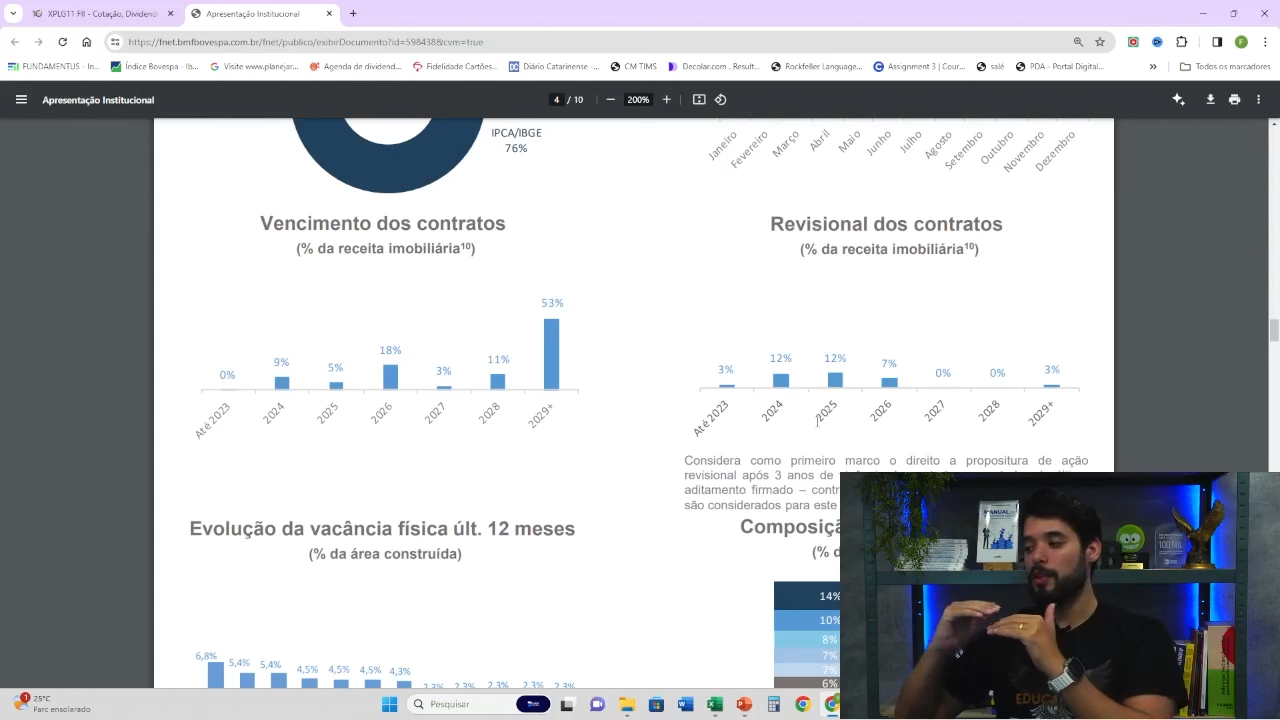 XPLG11 FII - Cotação, Dividendo
Apresentação Institucional
https://fnet.bmfbovespa.com.br/fnet/publico/exibirDocumento?id=598438&cvm=true
FUNDAMENTUS - In...
Índice Bovespa - Ib...
Visite www.planejar...
Agenda de dividend...
Fidelidade Cartões...
Diário Catarinense -...
CM TIMS
Decolar.com . Result...
Rockfeller Language...
Assignment 3 | Cour...
salé
PDA - Portal Digital...
Todos os marcadores
Apresentação Institucional
4 / 10
200%
IPCA/IBGE
76%
Janeiro
Fevereiro
Março
Abril
Maio
Junho
Julho
Agosto
Setembro
Outubro
Novembro
Dezembro
Vencimento dos contratos
(% da receita imobiliária¹⁰)
0%
9%
5%
18%
3%
11%
53%
Até 2023
2024
2025
2026
2027
2028
2029+
Revisional dos contratos
(% da receita imobiliária¹⁰)
3%
12%
12%
7%
0%
0%
3%
Até 2023
2024
2025
2026
2027
2028
2029+
Considera como primeiro marco o direito a propositura de ação
revisional após 3 anos de
aditamento firmado – contr
são considerados para este
Evolução da vacância física últ. 12 meses
(% da área construída)
6,8%
5,4%
5,4%
4,5%
4,5%
4,5%
4,3%
2,3%
2,3%
2,3%
2,3%
2,3%
Composiçã
(% d
14%
10%
8%
7%
7%
6%
MANUAL
100 MIL
EDUCA
1
25°C
Parc ensolarado
Pesquisar